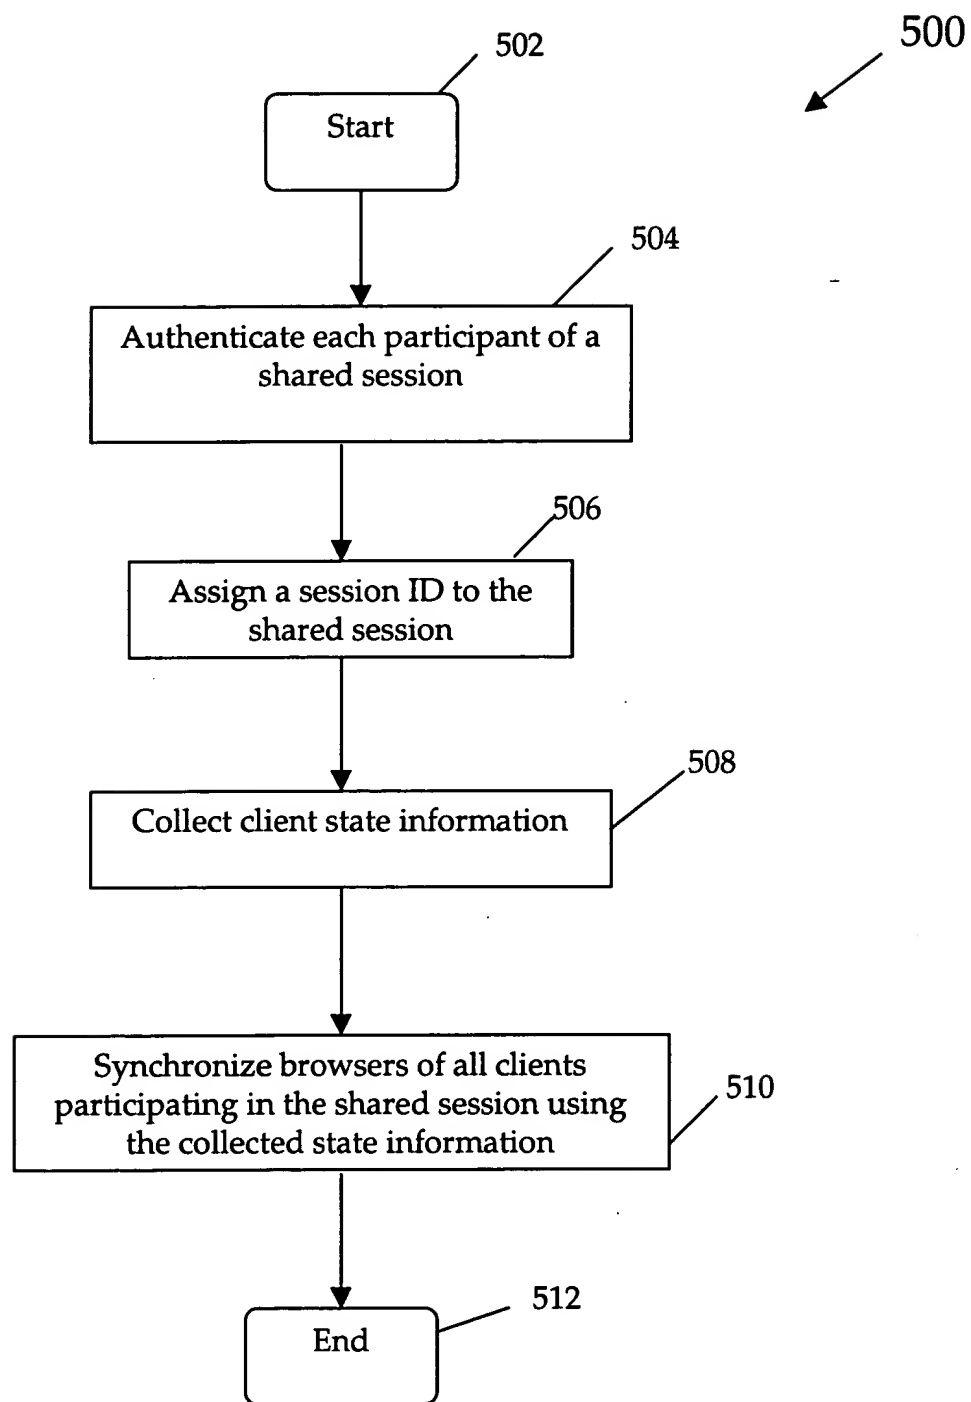 500
502
Start
504
Authenticate each participant of a
shared session
506
Assign a session ID to the
shared session
508
Collect client state information
Synchronize browsers of all clients
participating in the shared session using
the collected state information
510
512
End